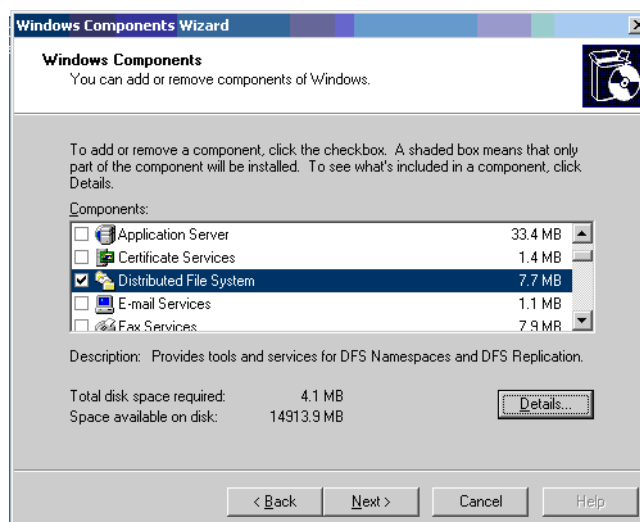 Windows Components Wizard
Windows Components
You can add or remove components of Windows.
To add or remove a component, click the checkbox. A shaded box means that only
part of the component will be installed. To see what's included in a component, click
Details.
Components:
Application Server 33.4 MB
Certificate Services 1.4 MB
Distributed File System 7.7 MB
E-mail Services 1.1 MB
Fax Services 7.9 MB
Description: Provides tools and services for DFS Namespaces and DFS Replication.
Total disk space required: 4.1 MB
Space available on disk: 14913.9 MB
Details...
< Back Next > Cancel Help